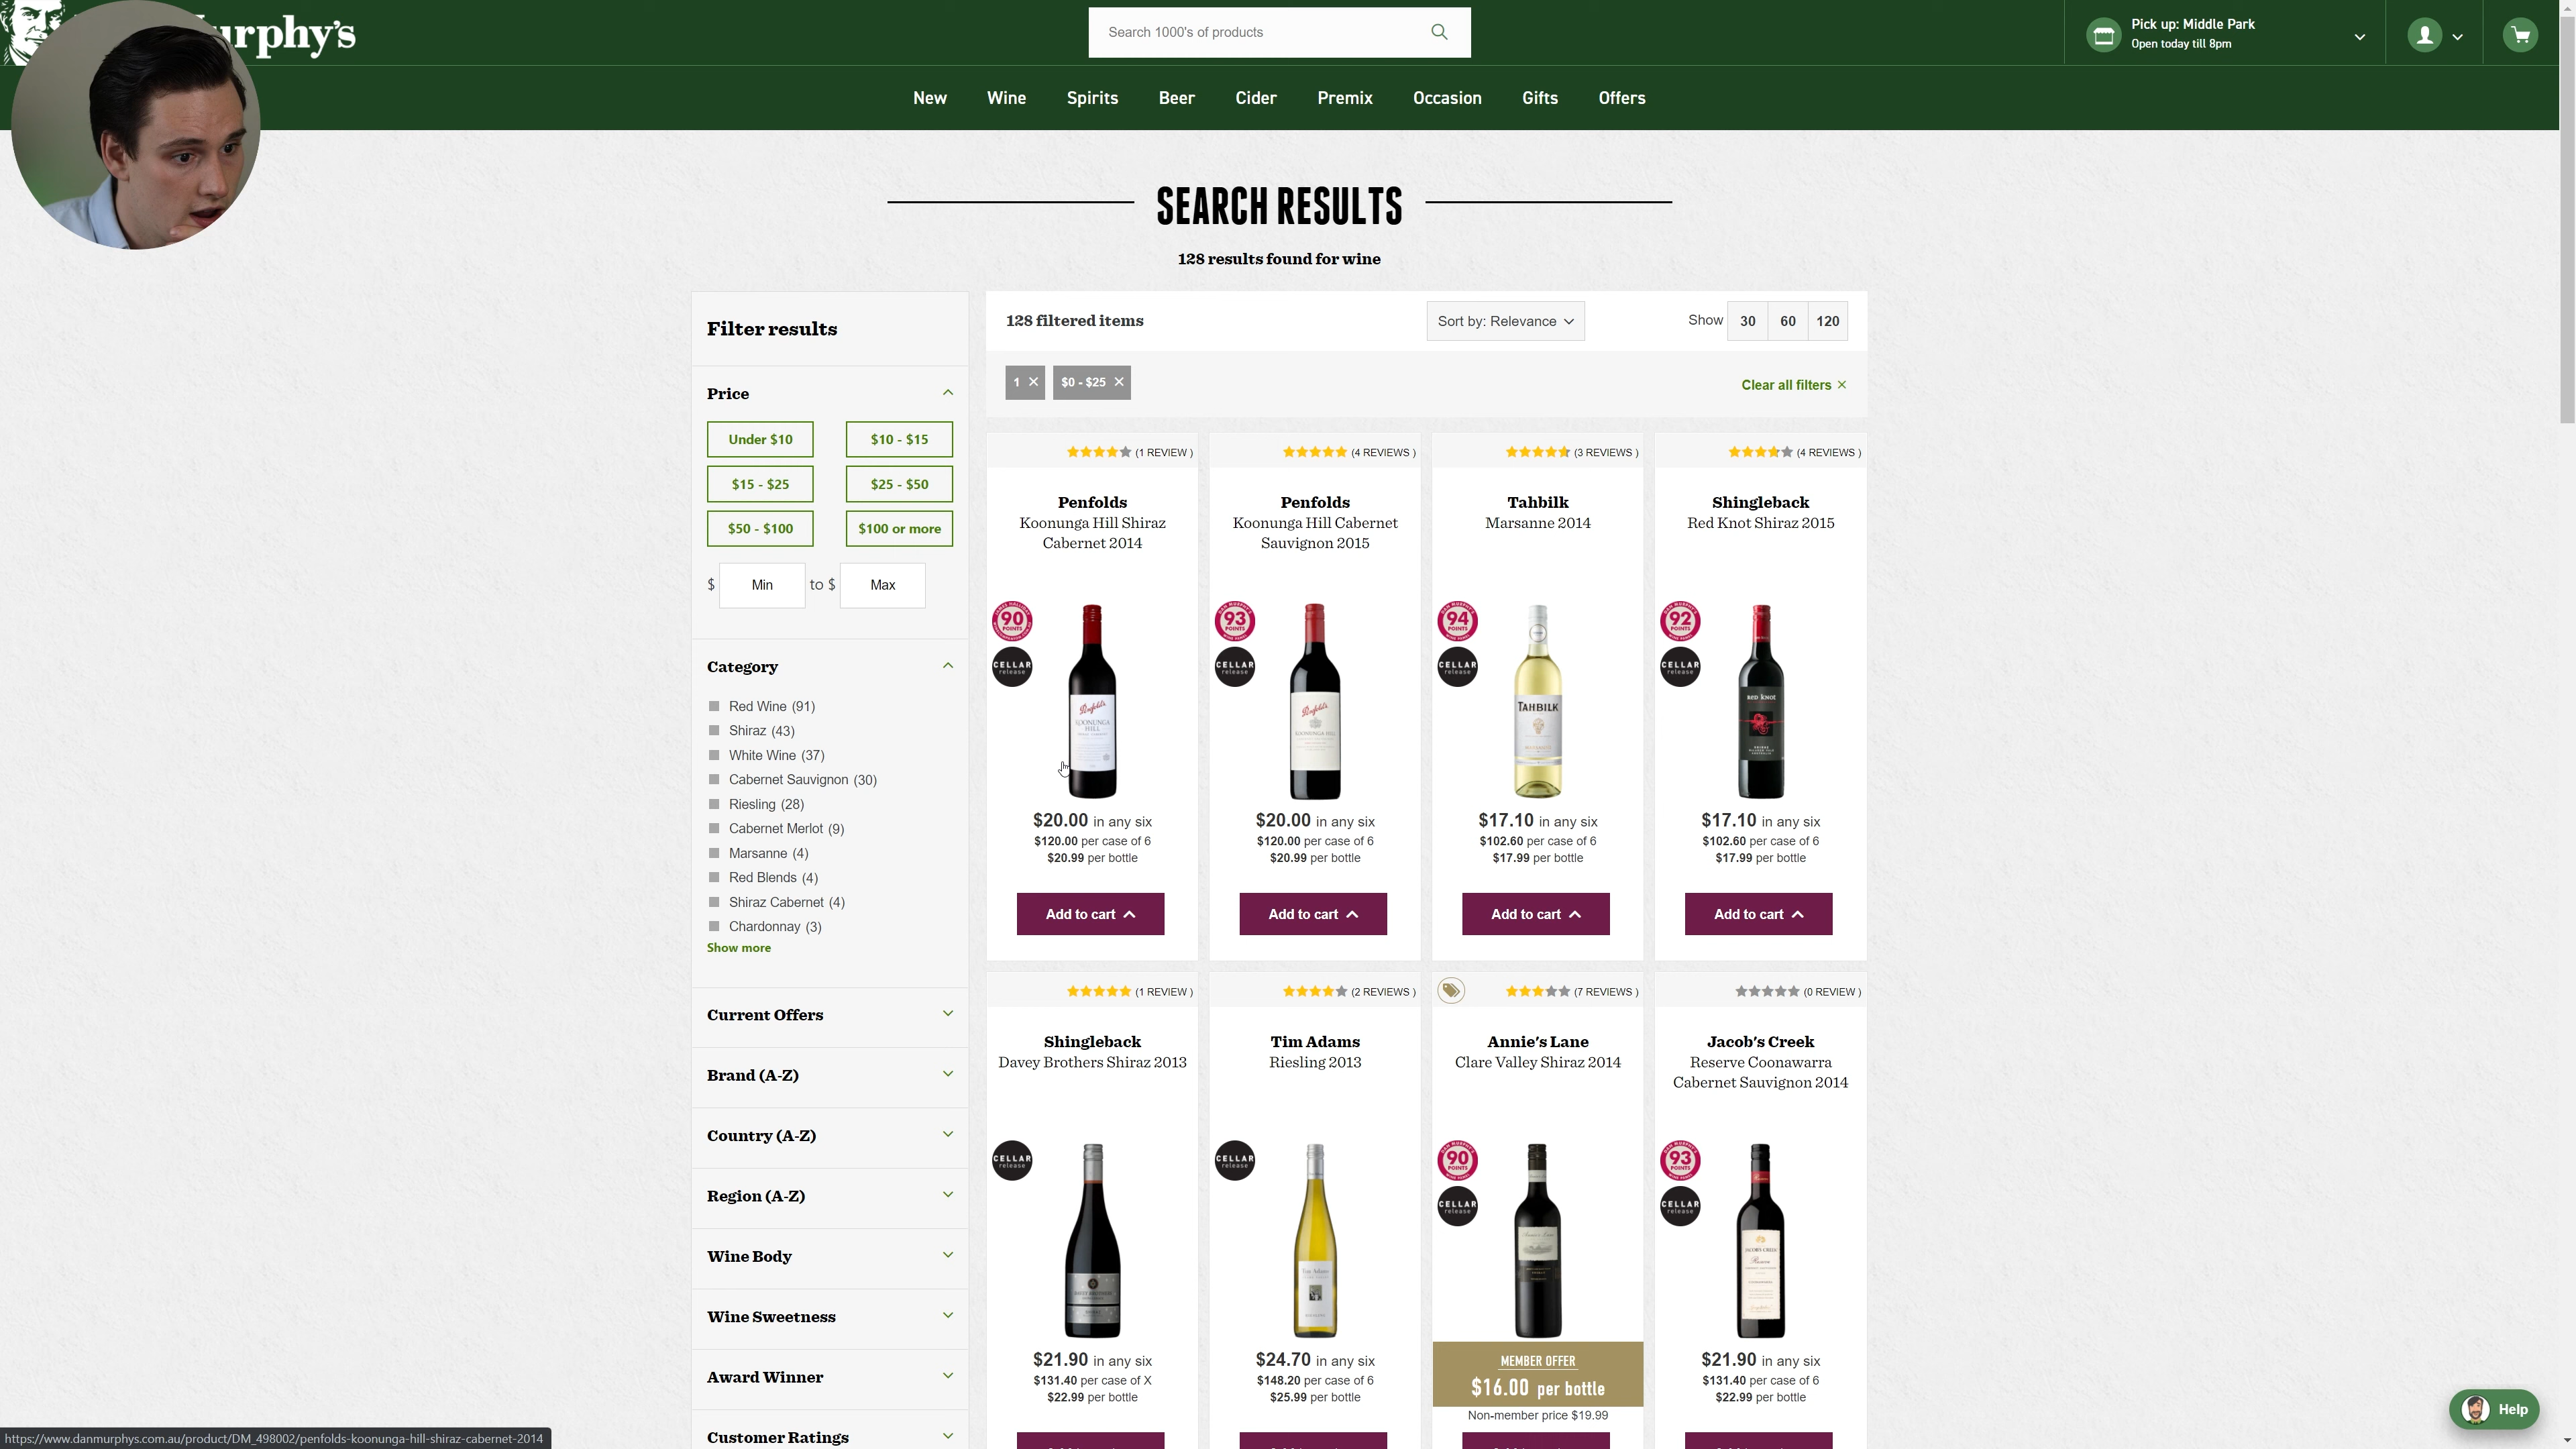 urphy's
Search 1000's of products
Pick up: Middle Park
Open today till 8pm
New Wine Spirits Beer Cider Premix Occasion Gifts Offers
SEARCH RESULTS
128 results found for wine
Filter results
Price
Under $10 $10 - $15
$15 - $25 $25 - $50
$50 - $100 $100 or more
$ Min to $ Max
Category
Red Wine (91)
Shiraz (43)
White Wine (37)
Cabernet Sauvignon (30)
Riesling (28)
Cabernet Merlot (9)
Marsanne (4)
Red Blends (4)
Shiraz Cabernet (4)
Chardonnay (3)
Show more
Current Offers
Brand (A-Z)
Country (A-Z)
Region (A-Z)
Wine Body
Wine Sweetness
Award Winner
Customer Ratings
128 filtered items
Sort by: Relevance
Show 30 60 120
1 ✕ $0 - $25 ✕
Clear all filters ✕
(1 REVIEW )
Penfolds
Koonunga Hill Shiraz
Cabernet 2014
90
POINTS
CELLAR
release
Penfolds
KOONUNGA
HILL
$20.00 in any six
$120.00 per case of 6
$20.99 per bottle
Add to cart
(4 REVIEWS )
Penfolds
Koonunga Hill Cabernet
Sauvignon 2015
93
POINTS
CELLAR
release
Penfolds
KOONUNGA HILL
$20.00 in any six
$120.00 per case of 6
$20.99 per bottle
Add to cart
(3 REVIEWS )
Tahbilk
Marsanne 2014
94
POINTS
CELLAR
release
TAHBILK
$17.10 in any six
$102.60 per case of 6
$17.99 per bottle
Add to cart
(4 REVIEWS )
Shingleback
Red Knot Shiraz 2015
92
POINTS
CELLAR
release
RED KNOT
$17.10 in any six
$102.60 per case of 6
$17.99 per bottle
Add to cart
(1 REVIEW )
Shingleback
Davey Brothers Shiraz 2013
CELLAR
release
$21.90 in any six
$131.40 per case of X
$22.99 per bottle
(2 REVIEWS )
Tim Adams
Riesling 2013
CELLAR
release
Tim Adams
$24.70 in any six
$148.20 per case of 6
$25.99 per bottle
(7 REVIEWS )
Annie's Lane
Clare Valley Shiraz 2014
90
POINTS
CELLAR
release
MEMBER OFFER
$16.00 per bottle
Non-member price $19.99
(0 REVIEW )
Jacob's Creek
Reserve Coonawarra
Cabernet Sauvignon 2014
93
POINTS
CELLAR
release
JACOB'S CREEK
Reserve
$21.90 in any six
$131.40 per case of 6
$22.99 per bottle
Help
https://www.danmurphys.com.au/product/DM_498002/penfolds-koonunga-hill-shiraz-cabernet-2014